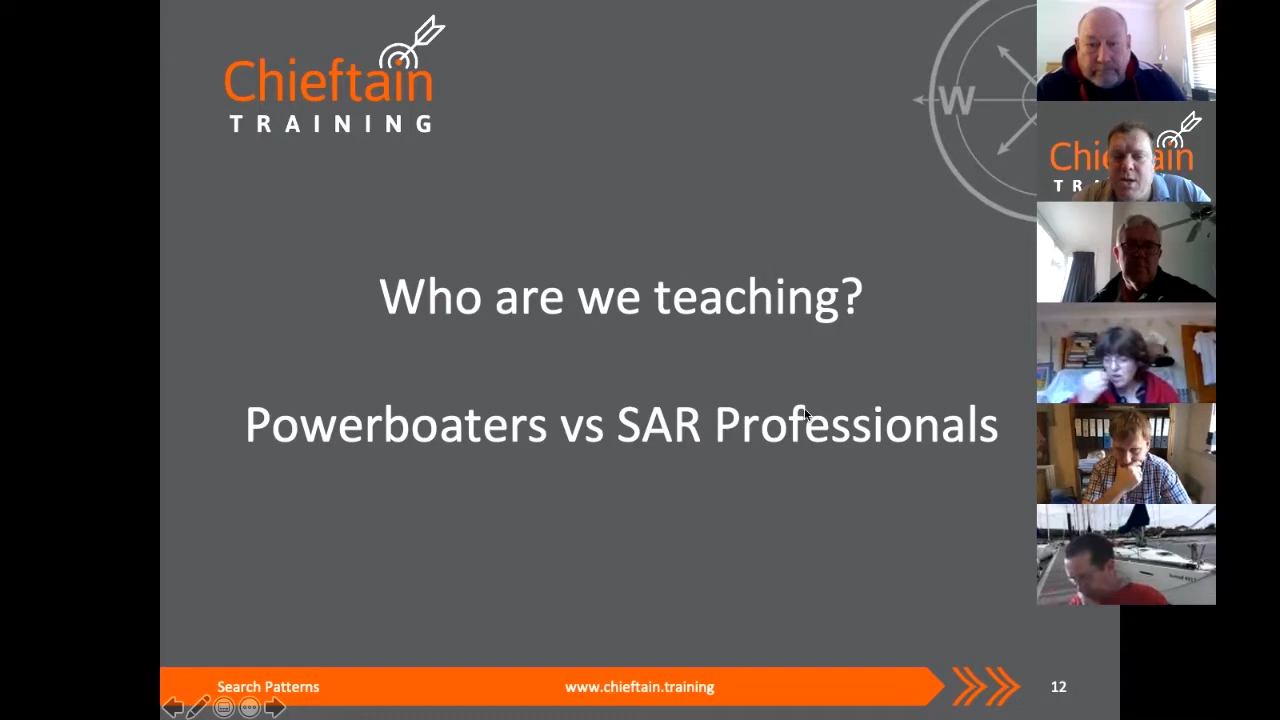 Chieftain
TRAINING
W
Who are we teaching?
Powerboaters vs SAR Professionals
Search Patterns
www.chieftain.training
12